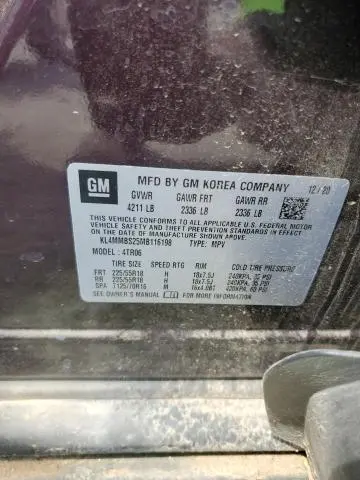 GM
MFD BY GM KOREA COMPANY 12/20
GVWR GAWR FRT GAWR RR
4211 LB 2336 LB 2336 LB
THIS VEHICLE CONFORMS TO ALL APPLICABLE U.S. FEDERAL MOTOR
VEHICLE SAFETY, BUMPER, AND THEFT PREVENTION STANDARDS IN
EFFECT ON THE DATE OF MANUFACTURE SHOWN ABOVE.
KL4MMBS25MB116198 TYPE: MPV
MODEL: 4TR06
TIRE SIZE SPEED RTG RIM COLD TIRE PRESSURE
FRT 225/55R18 H 18x7.5J 240KPA, 35 PSI
RR 225/55R18 H 18x7.5J 240KPA, 35 PSI
SPA T125/70R16 M 16x4.0BT 420KPA, 60 PSI
SEE OWNER'S MANUAL FOR MORE INFORMATION